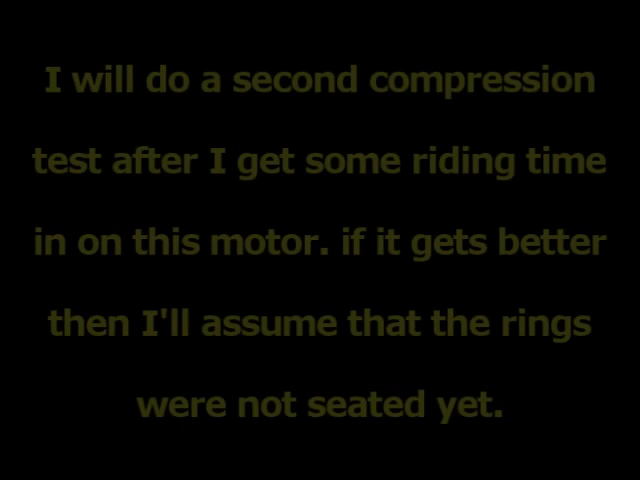 I will do a second compression
test after I get some riding time
in on this motor. if it gets better
then I'll assume that the rings
were not seated yet.